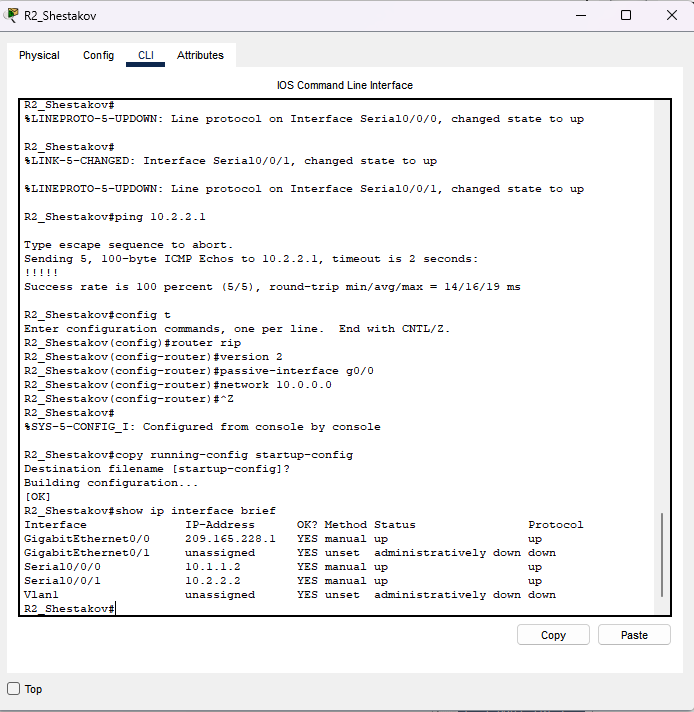 R2_Shestakov
Physical Config CLI Attributes
IOS Command Line Interface
R2_Shestakov#
%LINEPROTO-5-UPDOWN: Line protocol on Interface Serial0/0/0, changed state to up
R2_Shestakov#
%LINK-5-CHANGED: Interface Serial0/0/1, changed state to up
%LINEPROTO-5-UPDOWN: Line protocol on Interface Serial0/0/1, changed state to up
R2_Shestakov#ping 10.2.2.1
Type escape sequence to abort.
Sending 5, 100-byte ICMP Echos to 10.2.2.1, timeout is 2 seconds:
!!!!!
Success rate is 100 percent (5/5), round-trip min/avg/max = 14/16/19 ms
R2_Shestakov#config t
Enter configuration commands, one per line.  End with CNTL/Z.
R2_Shestakov(config)#router rip
R2_Shestakov(config-router)#version 2
R2_Shestakov(config-router)#passive-interface g0/0
R2_Shestakov(config-router)#network 10.0.0.0
R2_Shestakov(config-router)#^Z
R2_Shestakov#
%SYS-5-CONFIG_I: Configured from console by console
R2_Shestakov#copy running-config startup-config
Destination filename [startup-config]?
Building configuration...
[OK]
R2_Shestakov#show ip interface brief
Interface              IP-Address      OK? Method Status                Protocol
GigabitEthernet0/0     209.165.228.1   YES manual up                    up
GigabitEthernet0/1     unassigned      YES unset  administratively down down
Serial0/0/0            10.1.1.2        YES manual up                    up
Serial0/0/1            10.2.2.2        YES manual up                    up
Vlan1                  unassigned      YES unset  administratively down down
R2_Shestakov#
Copy Paste
Top